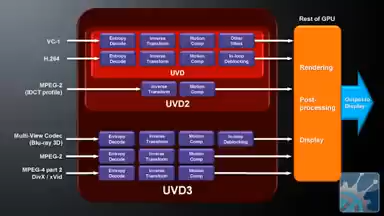 Rest of GPU
VC-1
Entropy Decode
Inverse Transform
Motion Comp
Other filters
H.264
Entropy Decode
Inverse Transform
Motion Comp
In-loop Deblocking
UVD
Rendering
MPEG-2
(IDCT profile)
Inverse Transform
Motion Comp
UVD2
Post-
processing
Output to
Display
Multi-View Codec
(Blu-ray 3D)
Entropy Decode
Inverse Transform
Motion Comp
In-loop Deblocking
Display
MPEG-2
Entropy Decode
Inverse Transform
Motion Comp
MPEG-4 part 2
DivX / xVid
Entropy Decode
Inverse Transform
Motion Comp
UVD3